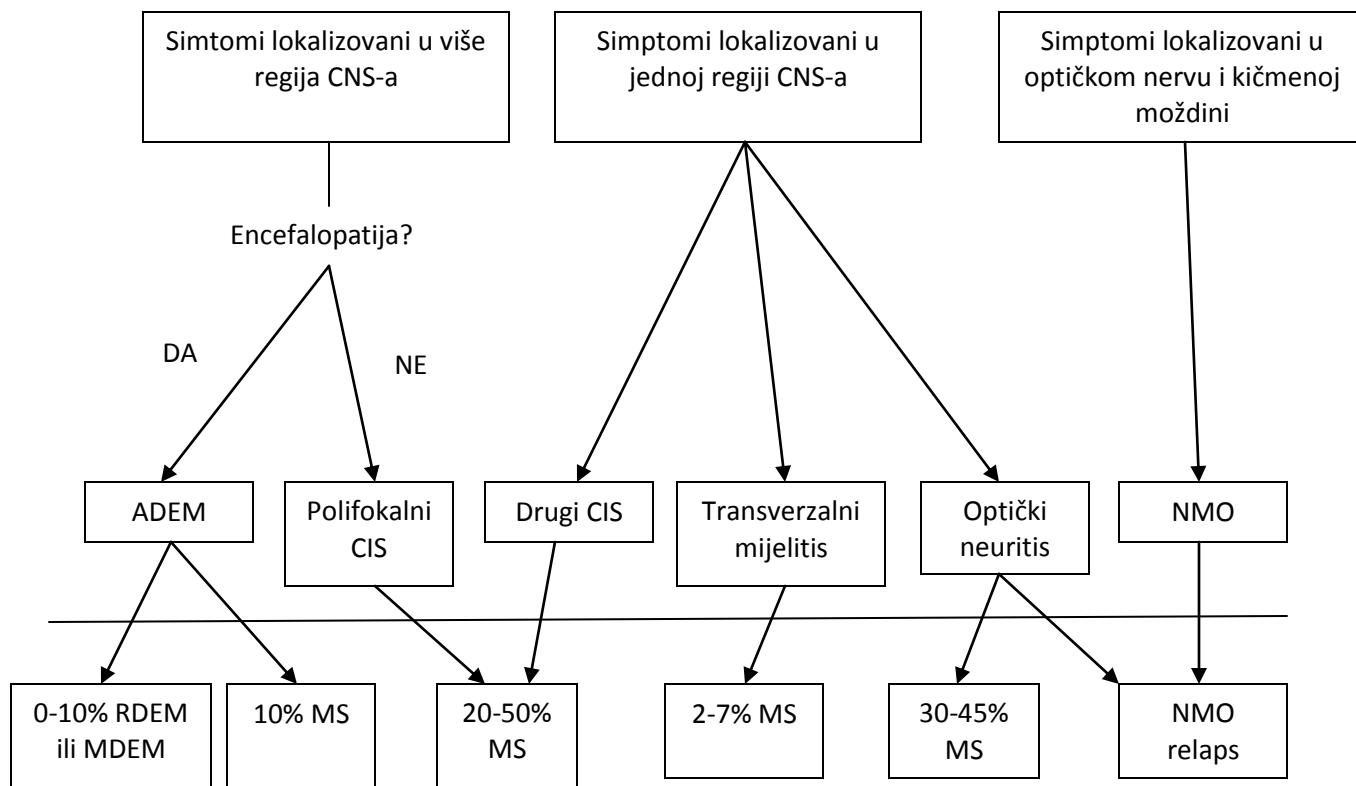 Simtomi lokalizovani u više
regija CNS-a
Simptomi lokalizovani u
jednoj regiji CNS-a
Simptomi lokalizovani u
optičkom nervu i kičmenoj
moždini
Encefalopatija?
DA
NE
ADEM
Polifokalni
CIS
Drugi CIS
Transverzalni
mijelitis
Optički
neuritis
NMO
0-10% RDEM
ili MDEM
10% MS
20-50%
MS
2-7% MS
30-45%
MS
NMO
relaps